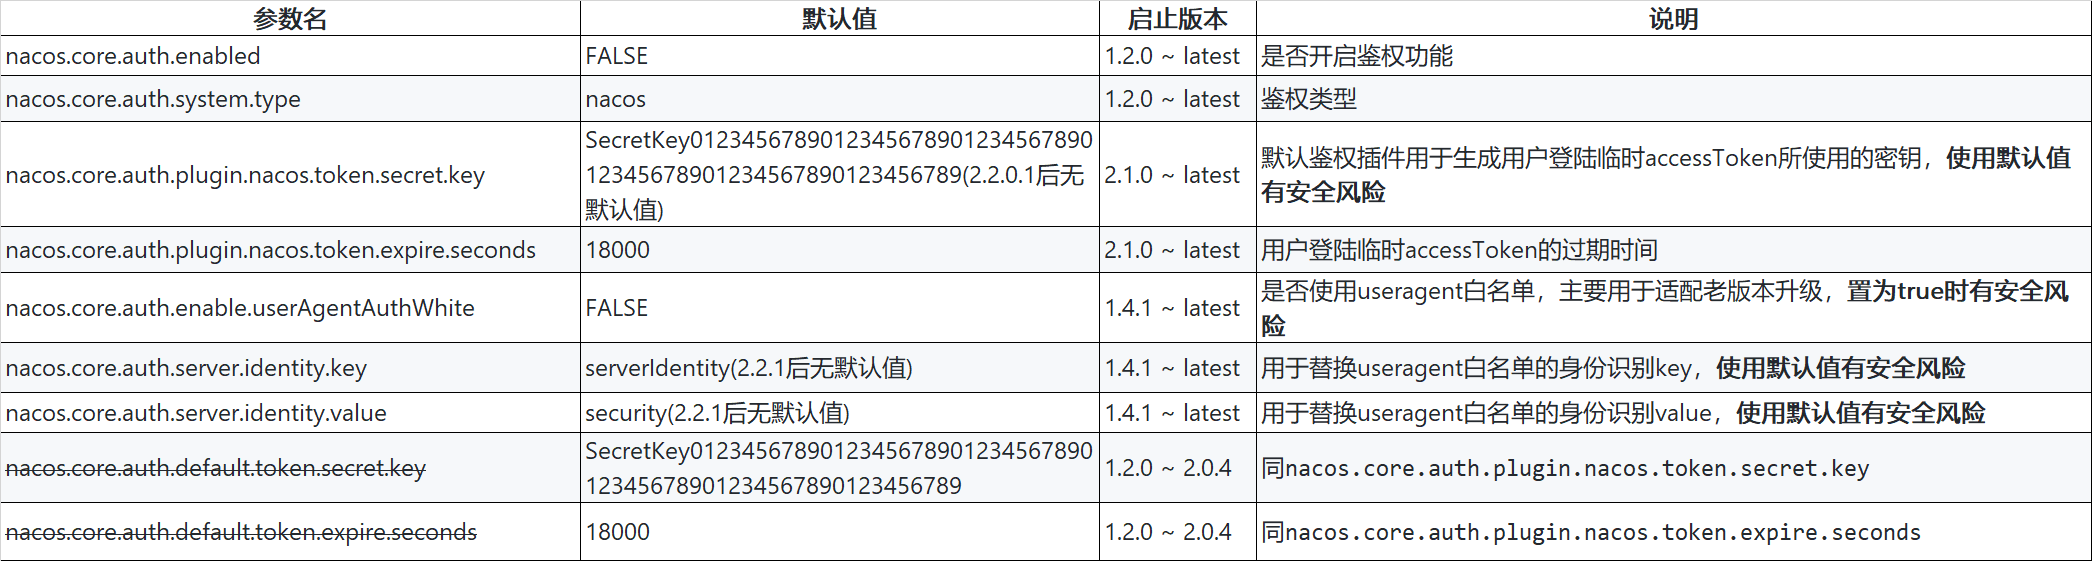 参数名 默认值 启止版本 说明
nacos.core.auth.enabled FALSE 1.2.0 ~ latest 是否开启鉴权功能
nacos.core.auth.system.type nacos 1.2.0 ~ latest 鉴权类型
nacos.core.auth.plugin.nacos.token.secret.key
SecretKey0123456789012345678901234567890
12345678901234567890123456789(2.2.0.1后无
默认值)
2.1.0 ~ latest
默认鉴权插件用于生成用户登陆临时accessToken所使用的密钥，使用默认值
有安全风险
nacos.core.auth.plugin.nacos.token.expire.seconds 18000 2.1.0 ~ latest 用户登陆临时accessToken的过期时间
nacos.core.auth.enable.userAgentAuthWhite FALSE 1.4.1 ~ latest
是否使用useragent白名单，主要用于适配老版本升级，置为true时有安全风
险
nacos.core.auth.server.identity.key serverIdentity(2.2.1后无默认值) 1.4.1 ~ latest 用于替换useragent白名单的身份识别key，使用默认值有安全风险
nacos.core.auth.server.identity.value security(2.2.1后无默认值) 1.4.1 ~ latest 用于替换useragent白名单的身份识别value，使用默认值有安全风险
nacos.core.auth.default.token.secret.key
SecretKey0123456789012345678901234567890
12345678901234567890123456789
1.2.0 ~ 2.0.4 同nacos.core.auth.plugin.nacos.token.secret.key
nacos.core.auth.default.token.expire.seconds 18000 1.2.0 ~ 2.0.4 同nacos.core.auth.plugin.nacos.token.expire.seconds